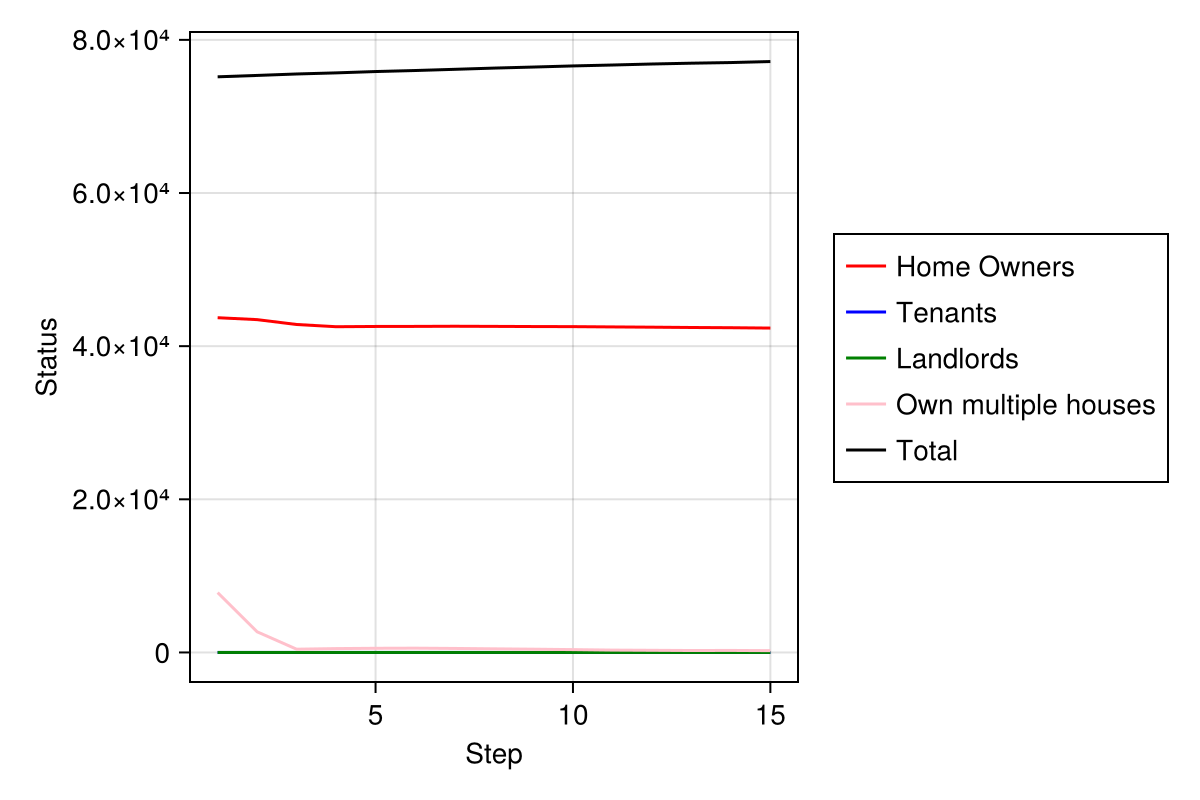 8.0×10⁴
6.0×10⁴
4.0×10⁴
2.0×10⁴
0
Status
5
10
15
Step
Home Owners
Tenants
Landlords
Own multiple houses
Total